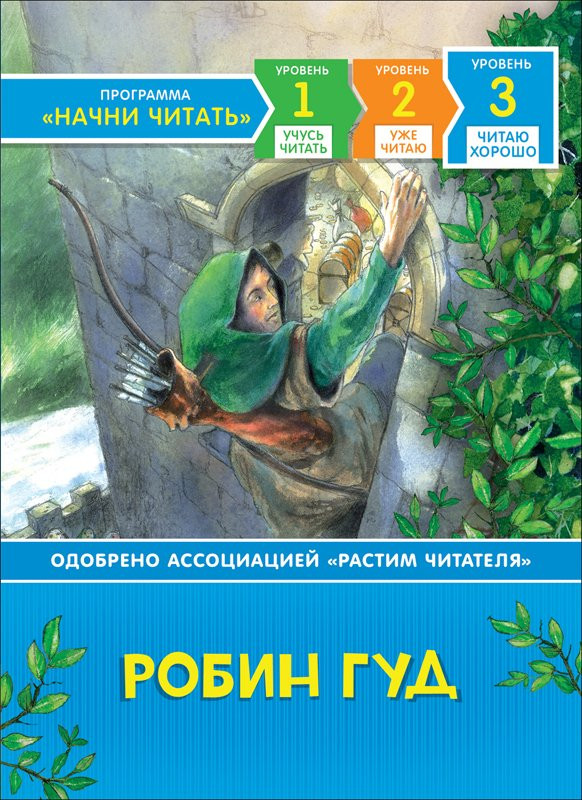 ПРОГРАММА
«НАЧНИ ЧИТАТЬ»
УРОВЕНЬ
1
УЧУСЬ
ЧИТАТЬ
УРОВЕНЬ
2
УЖЕ
ЧИТАЮ
УРОВЕНЬ
3
ЧИТАЮ
ХОРОШО
ОДОБРЕНО АССОЦИАЦИЕЙ «РАСТИМ ЧИТАТЕЛЯ»
РОБИН ГУД